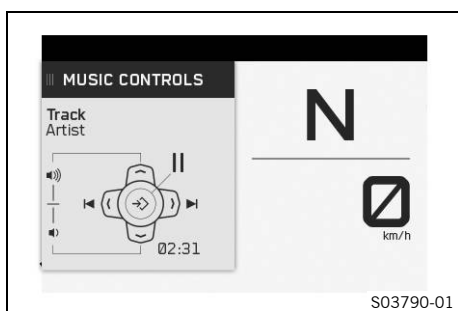 MUSIC CONTROLS
Track
Artist
02:31
N
0
km/h
S03790-01